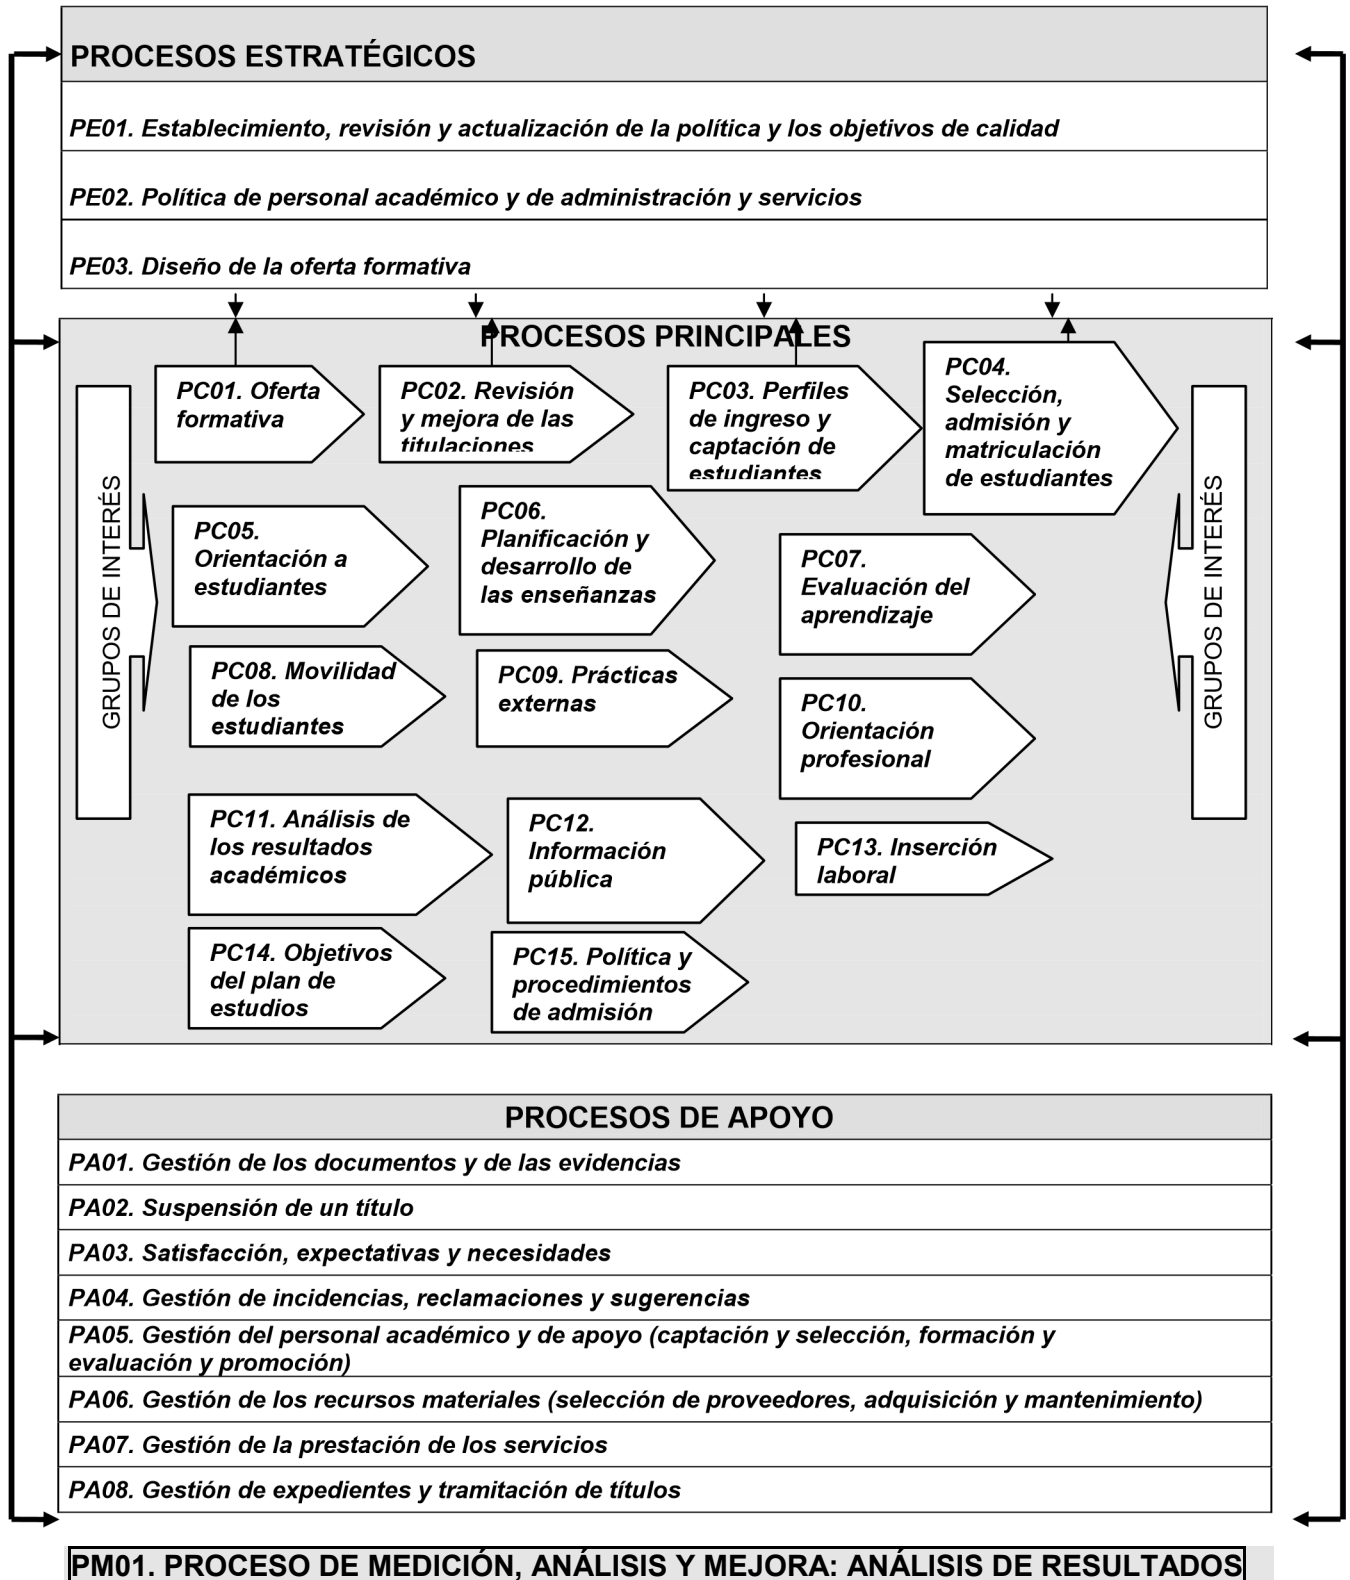 PROCESOS ESTRATÉGICOS
PE01. Establecimiento, revisión y actualización de la política y los objetivos de calidad
PE02. Política de personal académico y de administración y servicios
PE03. Diseño de la oferta formativa
PROCESOS PRINCIPALES
GRUPOS DE INTERÉS
PC01. Oferta
formativa
PC02. Revisión
y mejora de las
titulaciones
PC03. Perfiles
de ingreso y
captación de
estudiantes
PC04.
Selección,
admisión y
matriculación
de estudiantes
PC05.
Orientación a
estudiantes
PC06.
Planificación y
desarrollo de
las enseñanzas
PC07.
Evaluación del
aprendizaje
PC08. Movilidad
de los
estudiantes
PC09. Prácticas
externas
PC10.
Orientación
profesional
PC11. Análisis de
los resultados
académicos
PC12.
Información
pública
PC13. Inserción
laboral
PC14. Objetivos
del plan de
estudios
PC15. Política y
procedimientos
de admisión
GRUPOS DE INTERÉS
PROCESOS DE APOYO
PA01. Gestión de los documentos y de las evidencias
PA02. Suspensión de un título
PA03. Satisfacción, expectativas y necesidades
PA04. Gestión de incidencias, reclamaciones y sugerencias
PA05. Gestión del personal académico y de apoyo (captación y selección, formación y
evaluación y promoción)
PA06. Gestión de los recursos materiales (selección de proveedores, adquisición y mantenimiento)
PA07. Gestión de la prestación de los servicios
PA08. Gestión de expedientes y tramitación de títulos
PM01. PROCESO DE MEDICIÓN, ANÁLISIS Y MEJORA: ANÁLISIS DE RESULTADOS